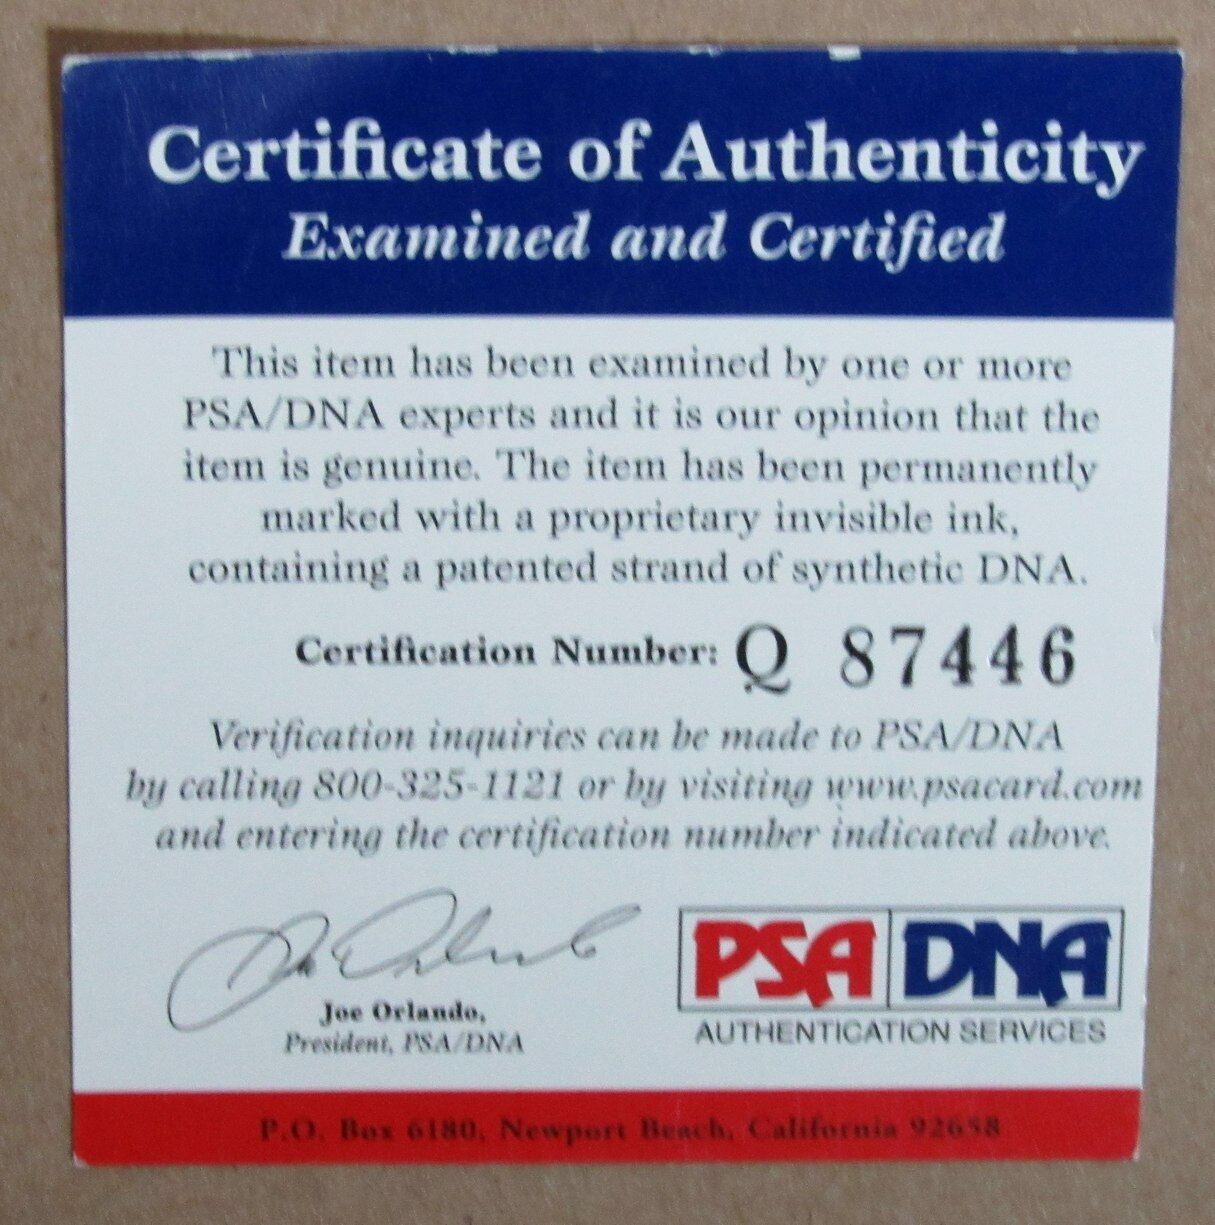 Certificate of Authenticity
Examined and Certified
This item has been examined by one or more
PSA/DNA experts and it is our opinion that the
item is genuine. The item has been permanently
marked with a proprietary invisible ink,
containing a patented strand of synthetic DNA.
Certification Number: Q 87446
Verification inquiries can be made to PSA/DNA
by calling 800-325-1121 or by visiting www.psacard.com
and entering the certification number indicated above.
Joe Orlando,
President, PSA/DNA
PSA DNA
AUTHENTICATION SERVICES
P.O. Box 6180, Newport Beach, California 92658